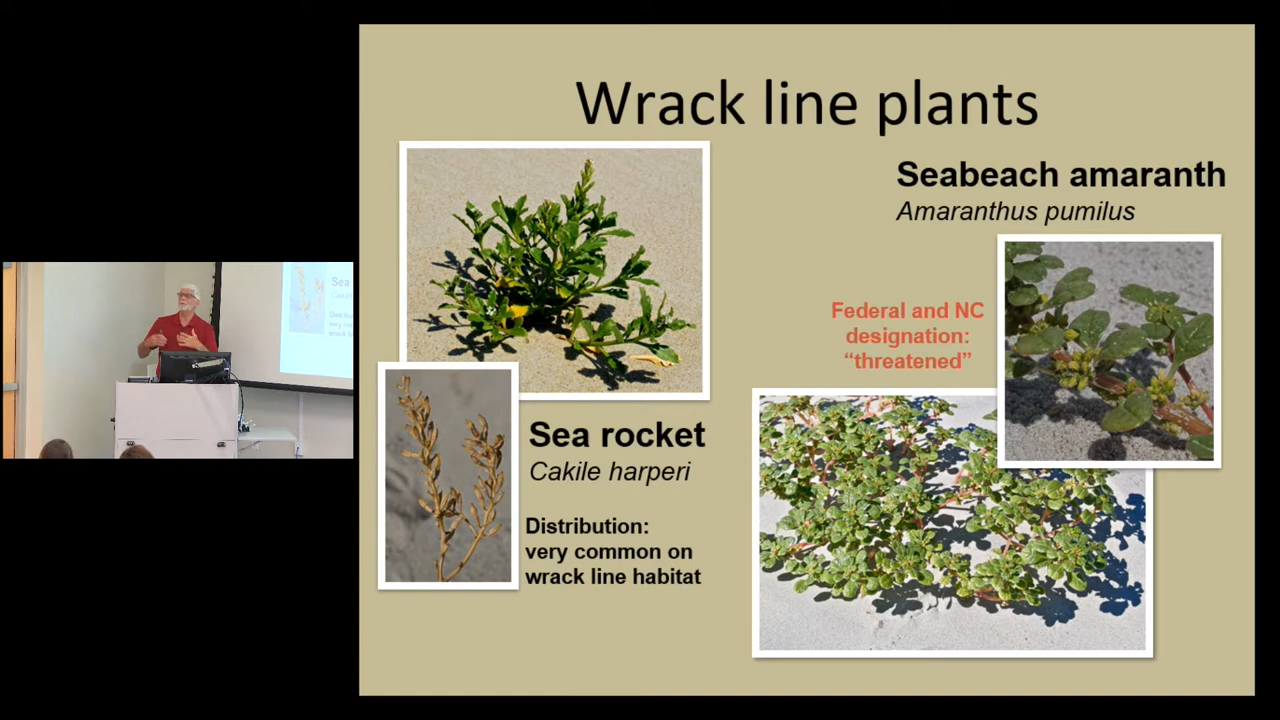 Wrack line plants
Seabeach amaranth
Amaranthus pumilus
Federal and NC
designation:
“threatened”
Sea rocket
Cakile harperi
Distribution:
very common on
wrack line habitat
Sea